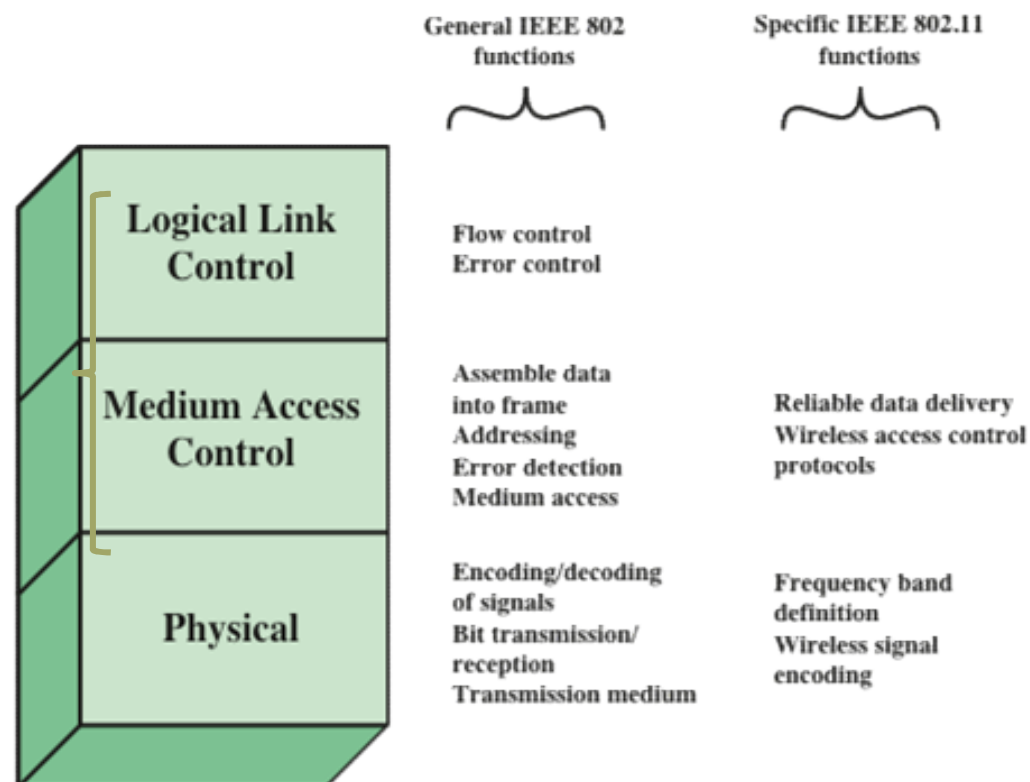 General IEEE 802
functions
Specific IEEE 802.11
functions
Logical Link
Control
Flow control
Error control
Medium Access
Control
Assemble data
into frame
Addressing
Error detection
Medium access
Reliable data delivery
Wireless access control
protocols
Physical
Encoding/decoding
of signals
Bit transmission/
reception
Transmission medium
Frequency band
definition
Wireless signal
encoding